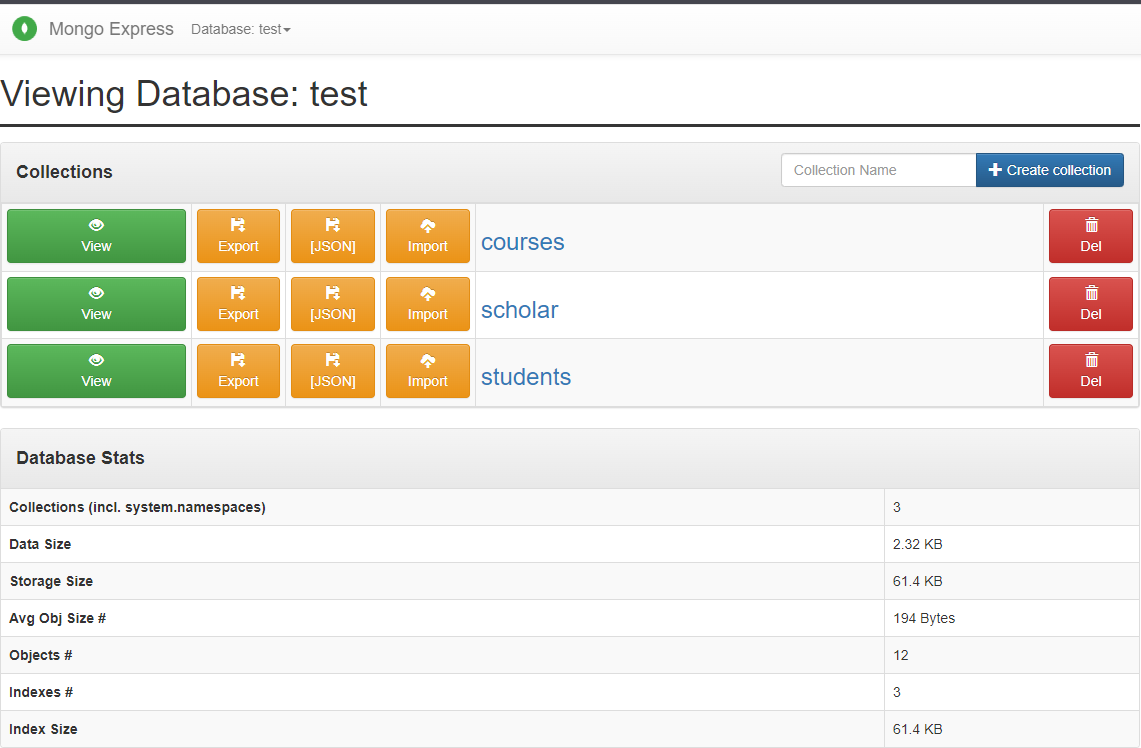 Mongo Express Database: test
Viewing Database: test
Collections Collection Name Create collection
View Export [JSON] Import courses Del
View Export [JSON] Import scholar Del
View Export [JSON] Import students Del
Database Stats
Collections (incl. system.namespaces) 3
Data Size 2.32 KB
Storage Size 61.4 KB
Avg Obj Size # 194 Bytes
Objects # 12
Indexes # 3
Index Size 61.4 KB